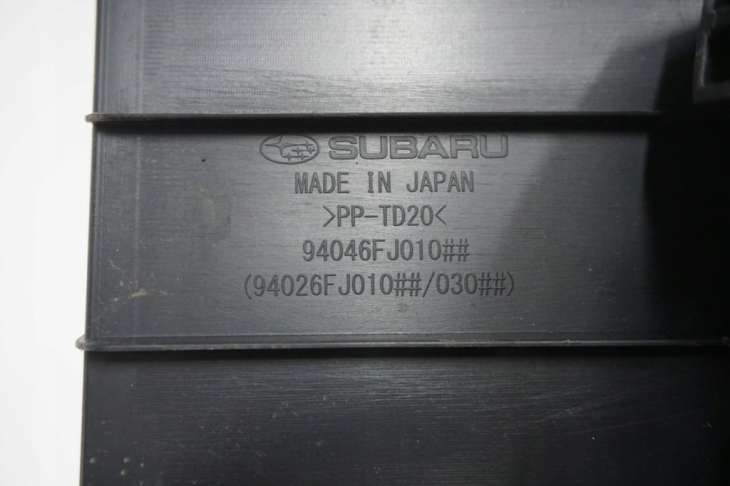 SUBARU
MADE IN JAPAN
>PP-TD20<
94046FJ010##
(94026FJ010##/030##)